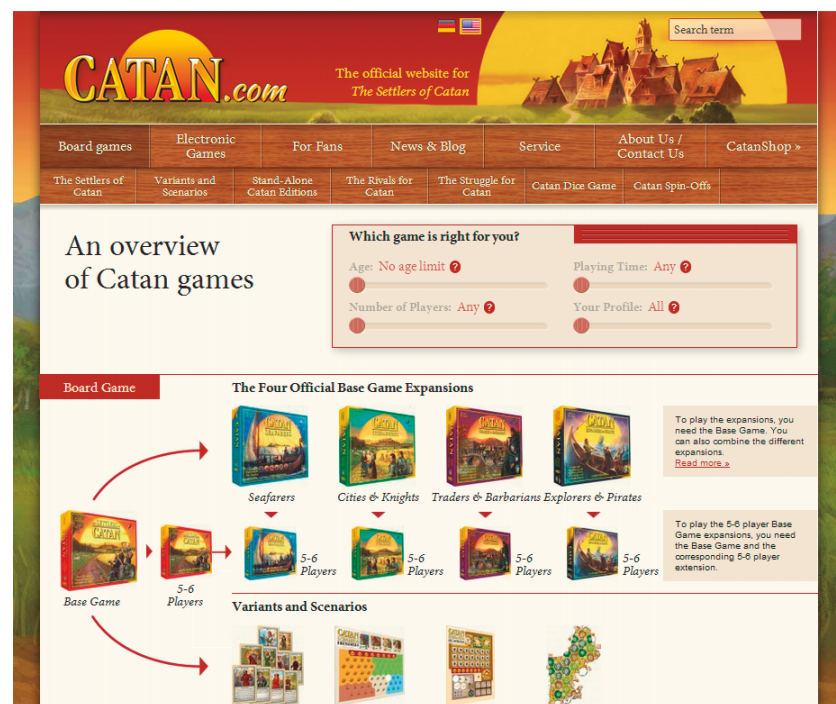 Search term
CATAN.com
The official website for
The Settlers of Catan
Board games
Electronic
Games
For Fans
News & Blog
Service
About Us /
Contact Us
CatanShop »
The Settlers of
Catan
Variants and
Scenarios
Stand-Alone
Catan Editions
The Rivals for
Catan
The Struggle for
Catan
Catan Dice Game
Catan Spin-Offs
An overview
of Catan games
Which game is right for you?
Age: No age limit ?
Playing Time: Any ?
Number of Players: Any ?
Your Profile: All ?
Board Game
The Four Official Base Game Expansions
CATAN
CATAN
CATAN
CATAN
Seafarers
Cities & Knights
Traders & Barbarians
Explorers & Pirates
To play the expansions, you
need the Base Game. You
can also combine the different
expansions.
Read more »
CATAN
Base Game
5-6
Players
5-6
Players
5-6
Players
5-6
Players
5-6
Players
To play the 5-6 player Base
Game expansions, you need
the Base Game and the
corresponding 5-6 player
extension.
Variants and Scenarios
CATAN
CATAN